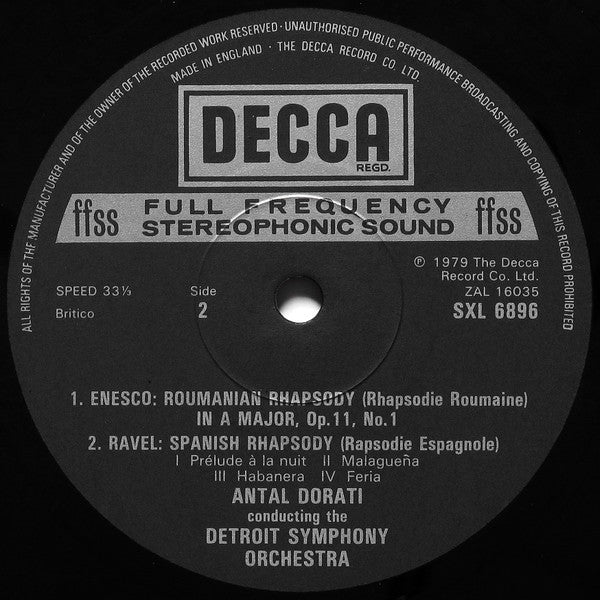 ALL RIGHTS OF THE MANUFACTURER AND OF THE OWNER OF THE RECORDED WORK RESERVED · UNAUTHORISED PUBLIC PERFORMANCE BROADCASTING AND COPYING OF THIS RECORD PROHIBITED
MADE IN ENGLAND · THE DECCA RECORD CO. LTD.
DECCA
REGD.
ffss FULL FREQUENCY ffss
STEREOPHONIC SOUND
℗ 1979 The Decca
Record Co. Ltd.
SPEED 33⅓ Side ZAL 16035
Britico 2 SXL 6896
1. ENESCO: ROUMANIAN RHAPSODY (Rhapsodie Roumaine)
IN A MAJOR, Op.11, No.1
2. RAVEL: SPANISH RHAPSODY (Rapsodie Espagnole)
I Prélude à la nuit II Malagueña
III Habanera IV Feria
ANTAL DORATI
conducting the
DETROIT SYMPHONY
ORCHESTRA